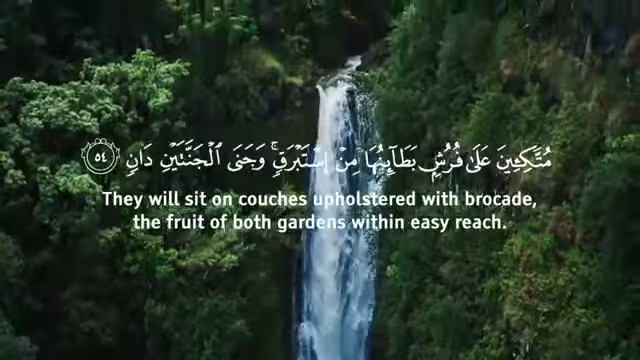 مُتَّكِـِٔينَ عَلَىٰ فُرُشٍۭ بَطَآئِنُهَا مِنْ إِسْتَبْرَقٍۢ ۚ وَجَنَى ٱلْجَنَّتَيْنِ دَانٍۢ ٥٤
They will sit on couches upholstered with brocade,
the fruit of both gardens within easy reach.